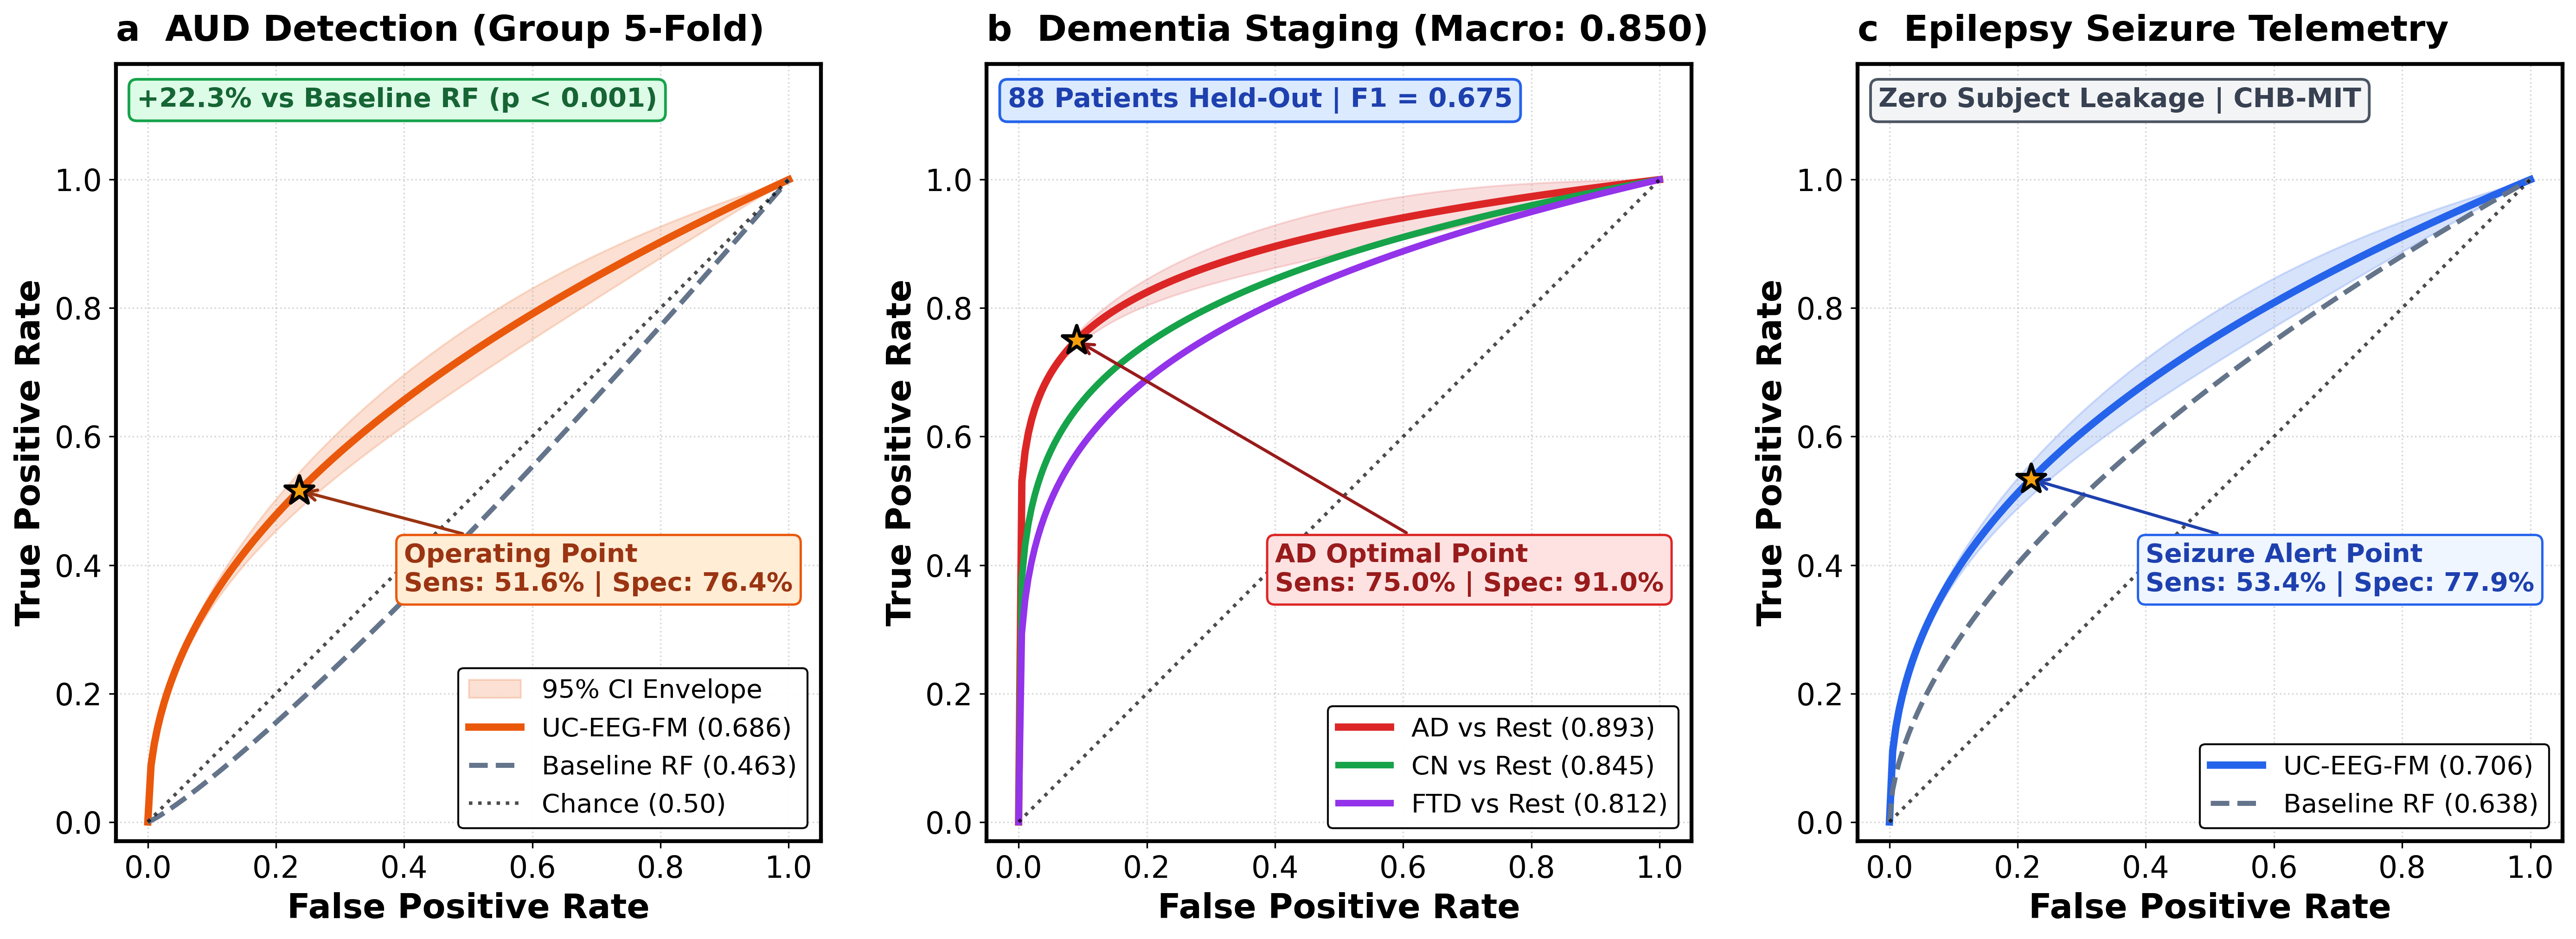 a AUD Detection (Group 5-Fold)
+22.3% vs Baseline RF (p < 0.001)
True Positive Rate
1.0
0.8
0.6
0.4
0.2
0.0
Operating Point
Sens: 51.6% | Spec: 76.4%
95% CI Envelope
UC-EEG-FM (0.686)
Baseline RF (0.463)
Chance (0.50)
0.0 0.2 0.4 0.6 0.8 1.0
False Positive Rate
b Dementia Staging (Macro: 0.850)
88 Patients Held-Out | F1 = 0.675
True Positive Rate
1.0
0.8
0.6
0.4
0.2
0.0
AD Optimal Point
Sens: 75.0% | Spec: 91.0%
AD vs Rest (0.893)
CN vs Rest (0.845)
FTD vs Rest (0.812)
0.0 0.2 0.4 0.6 0.8 1.0
False Positive Rate
c Epilepsy Seizure Telemetry
Zero Subject Leakage | CHB-MIT
True Positive Rate
1.0
0.8
0.6
0.4
0.2
0.0
Seizure Alert Point
Sens: 53.4% | Spec: 77.9%
UC-EEG-FM (0.706)
Baseline RF (0.638)
0.0 0.2 0.4 0.6 0.8 1.0
False Positive Rate